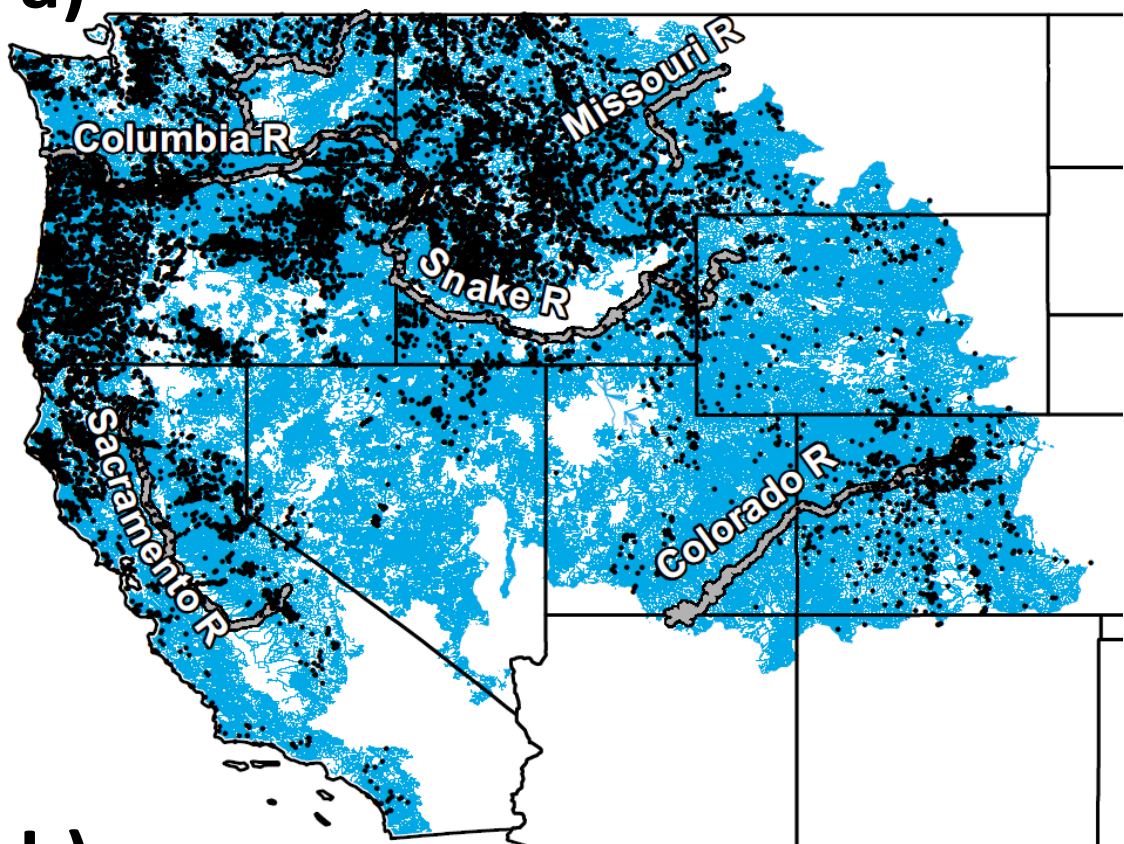 a)
Missouri R
Columbia R
Snake R
Sacramento R
Colorado R
b)